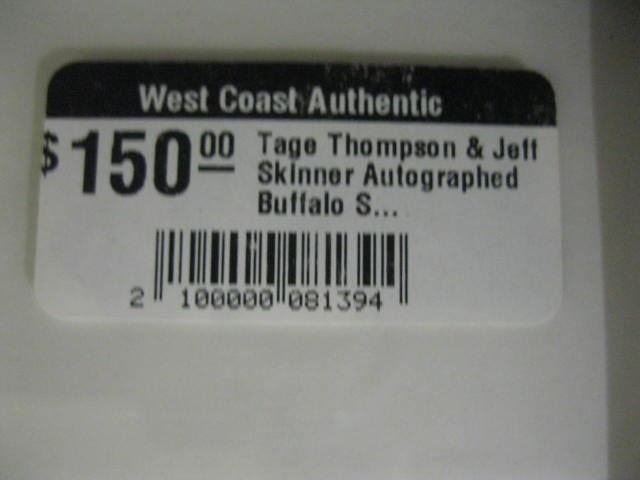 West Coast Authentic
$150.00
Tage Thompson & Jeff
Skinner Autographed
Buffalo S...
2 100000 081394